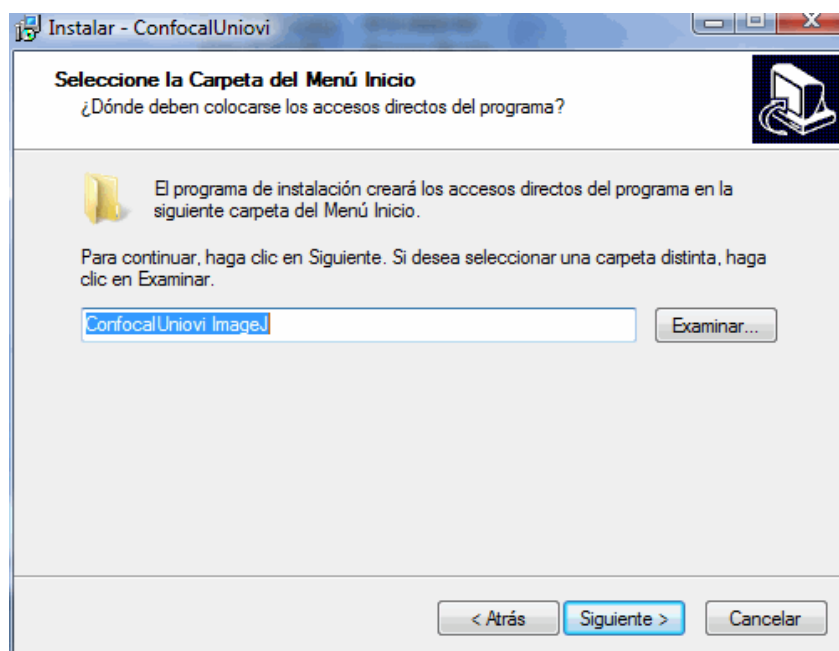 Instalar - ConfocalUniovi
Seleccione la Carpeta del Menú Inicio
¿Dónde deben colocarse los accesos directos del programa?
El programa de instalación creará los accesos directos del programa en la
siguiente carpeta del Menú Inicio.
Para continuar, haga clic en Siguiente. Si desea seleccionar una carpeta distinta, haga
clic en Examinar.
ConfocalUniovi ImageJ
Examinar...
< Atrás
Siguiente >
Cancelar